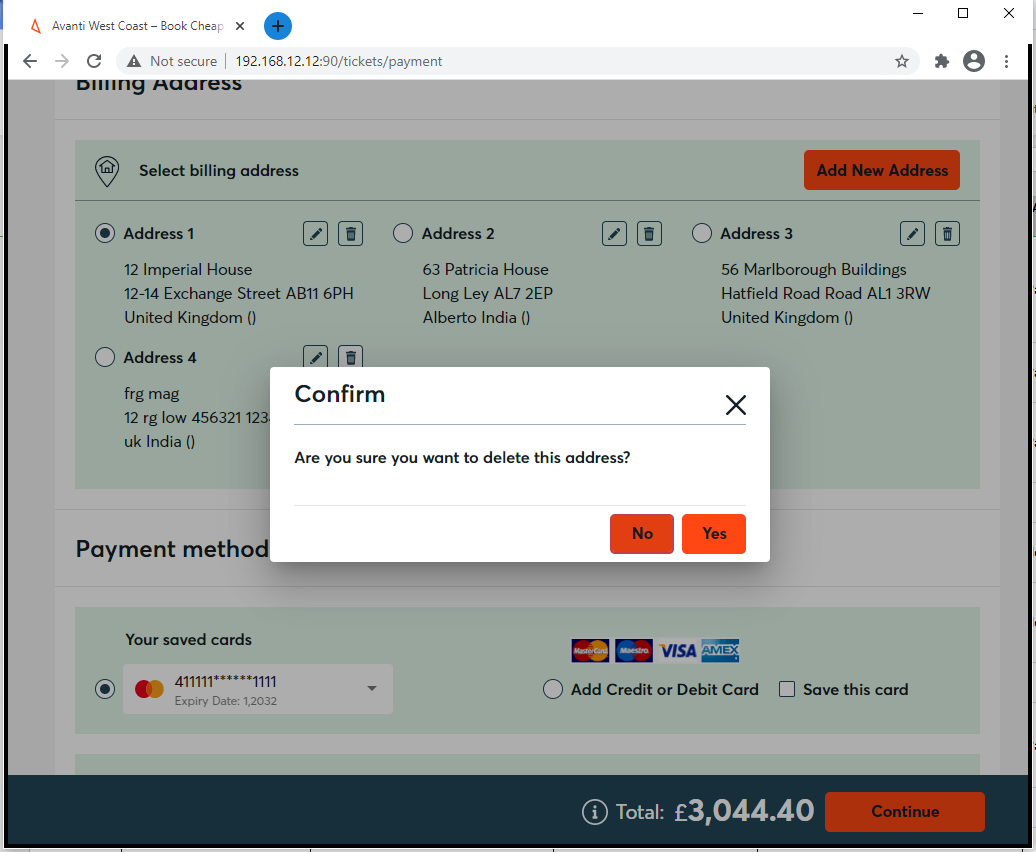 Avanti West Coast – Book Cheap
Not secure
192.168.12.12:90/tickets/payment
Billing Address
Select billing address
Add New Address
Address 1
12 Imperial House
12-14 Exchange Street AB11 6PH
United Kingdom ()
Address 2
63 Patricia House
Long Ley AL7 2EP
Alberto India ()
Address 3
56 Marlborough Buildings
Hatfield Road Road AL1 3RW
United Kingdom ()
Address 4
frg mag
12 rg low 456321 123
uk India ()
Confirm
Are you sure you want to delete this address?
No
Yes
Payment method
Your saved cards
411111******1111
Expiry Date: 1,2032
MasterCard
Maestro
VISA
AMEX
Add Credit or Debit Card
Save this card
Total: £3,044.40
Continue